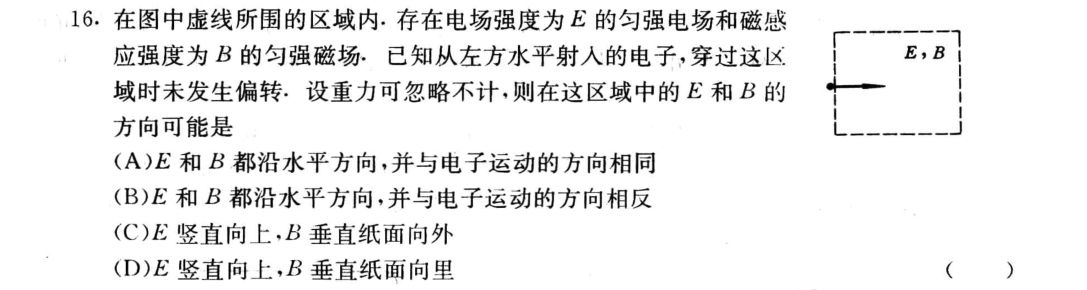 16. 在图中虚线所围的区域内. 存在电场强度为 E 的匀强电场和磁感
应强度为 B 的匀强磁场. 已知从左方水平射入的电子,穿过这区
域时未发生偏转. 设重力可忽略不计,则在这区域中的 E 和 B 的
方向可能是
(A)E 和 B 都沿水平方向,并与电子运动的方向相同
(B)E 和 B 都沿水平方向,并与电子运动的方向相反
(C)E 竖直向上,B 垂直纸面向外
(D)E 竖直向上,B 垂直纸面向里
( )
E, B